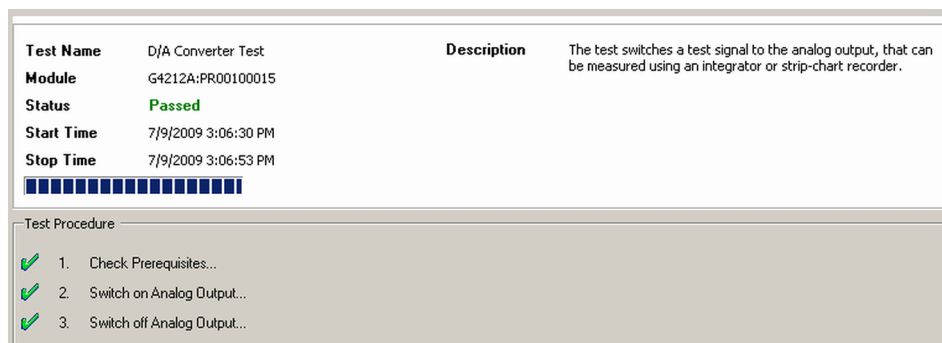 Test Name D/A Converter Test Description The test switches a test signal to the analog output, that can
be measured using an integrator or strip-chart recorder.
Module G4212A:PR00100015
Status Passed
Start Time 7/9/2009 3:06:30 PM
Stop Time 7/9/2009 3:06:53 PM
Test Procedure
1. Check Prerequisites...
2. Switch on Analog Output...
3. Switch off Analog Output...